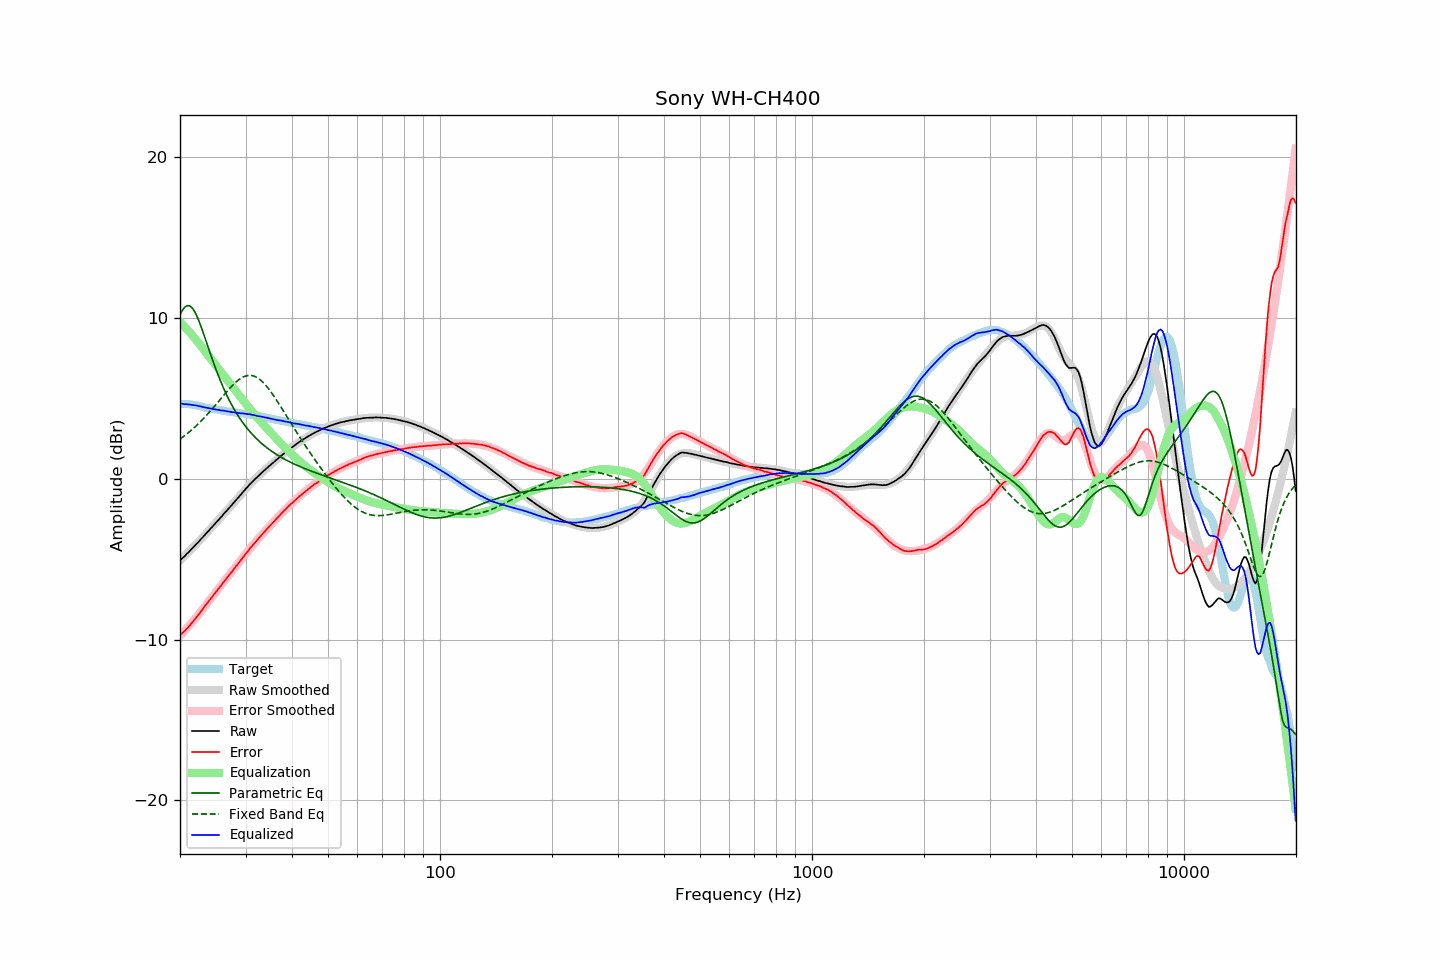 Sony WH-CH400
Amplitude (dBr)
20
10
0
−10
−20
Target
Raw Smoothed
Error Smoothed
Raw
Error
Equalization
Parametric Eq
Fixed Band Eq
Equalized
100
1000
10000
Frequency (Hz)